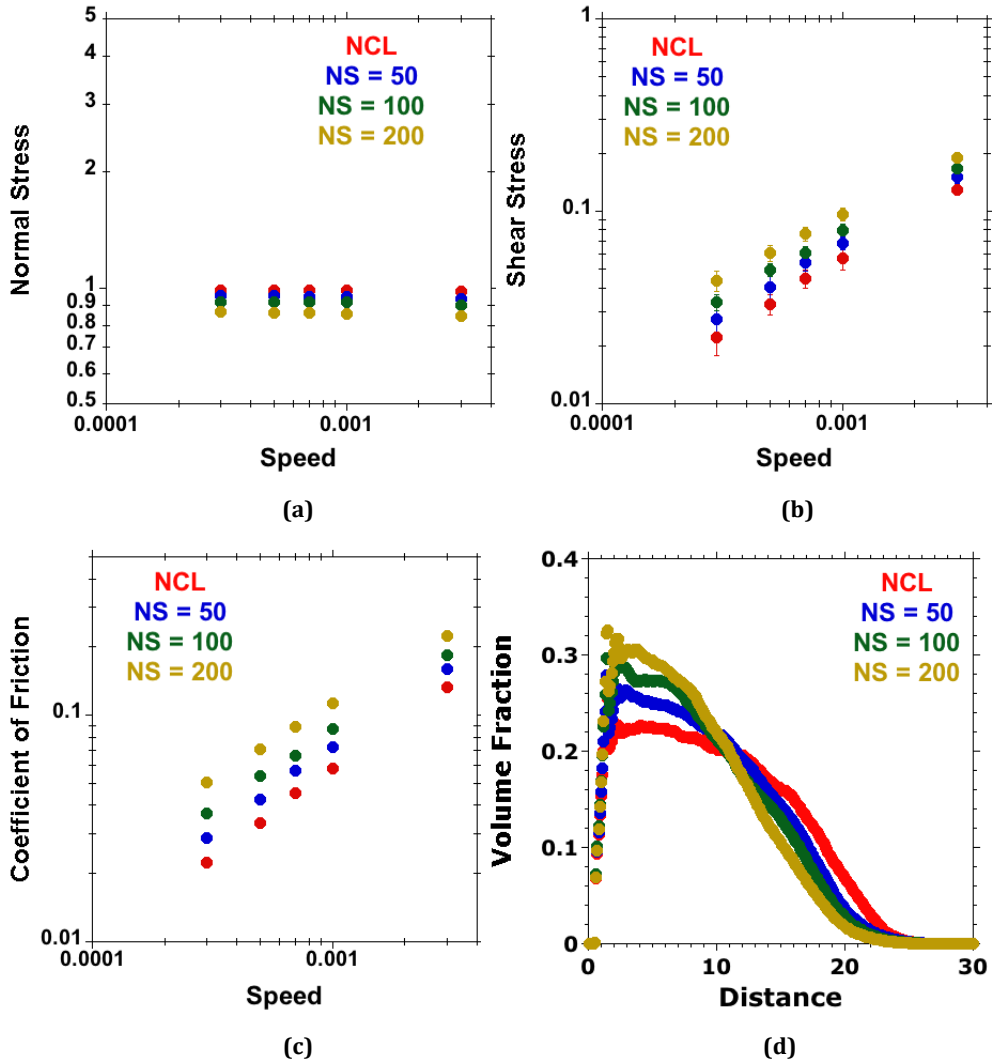 5
4
3
2
1
0.9
0.8
0.7
0.6
0.5
0.0001
0.001
Normal Stress
Speed
NCL
NS = 50
NS = 100
NS = 200
(a)
1
0.1
0.01
0.0001
0.001
Shear Stress
Speed
NCL
NS = 50
NS = 100
NS = 200
(b)
0.1
0.01
0.0001
0.001
Coefficient of Friction
Speed
NCL
NS = 50
NS = 100
NS = 200
(c)
0.4
0.3
0.2
0.1
0
0
10
20
30
Volume Fraction
Distance
NCL
NS = 50
NS = 100
NS = 200
(d)